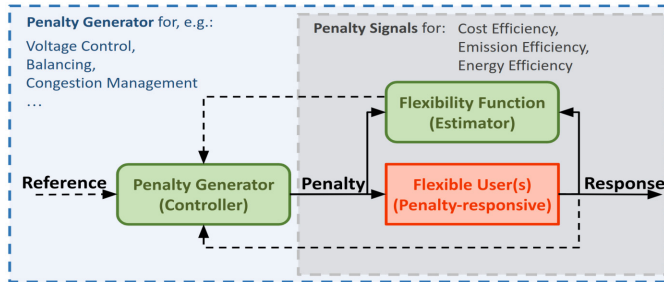 Penalty Generator for, e.g.:
Voltage Control,
Balancing,
Congestion Management
...
Penalty Signals for:
Cost Efficiency,
Emission Efficiency,
Energy Efficiency
Flexibility Function
(Estimator)
Reference
Penalty Generator
(Controller)
Penalty
Flexible User(s)
(Penalty-responsive)
Response